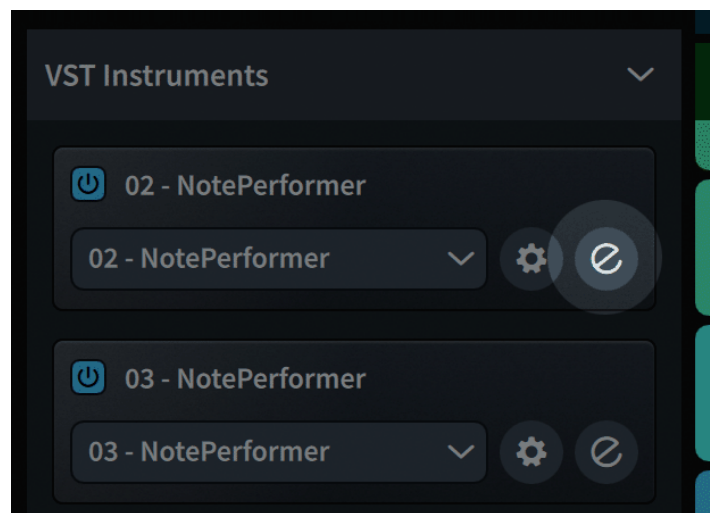 VST Instruments
02 - NotePerformer
02 - NotePerformer
03 - NotePerformer
03 - NotePerformer